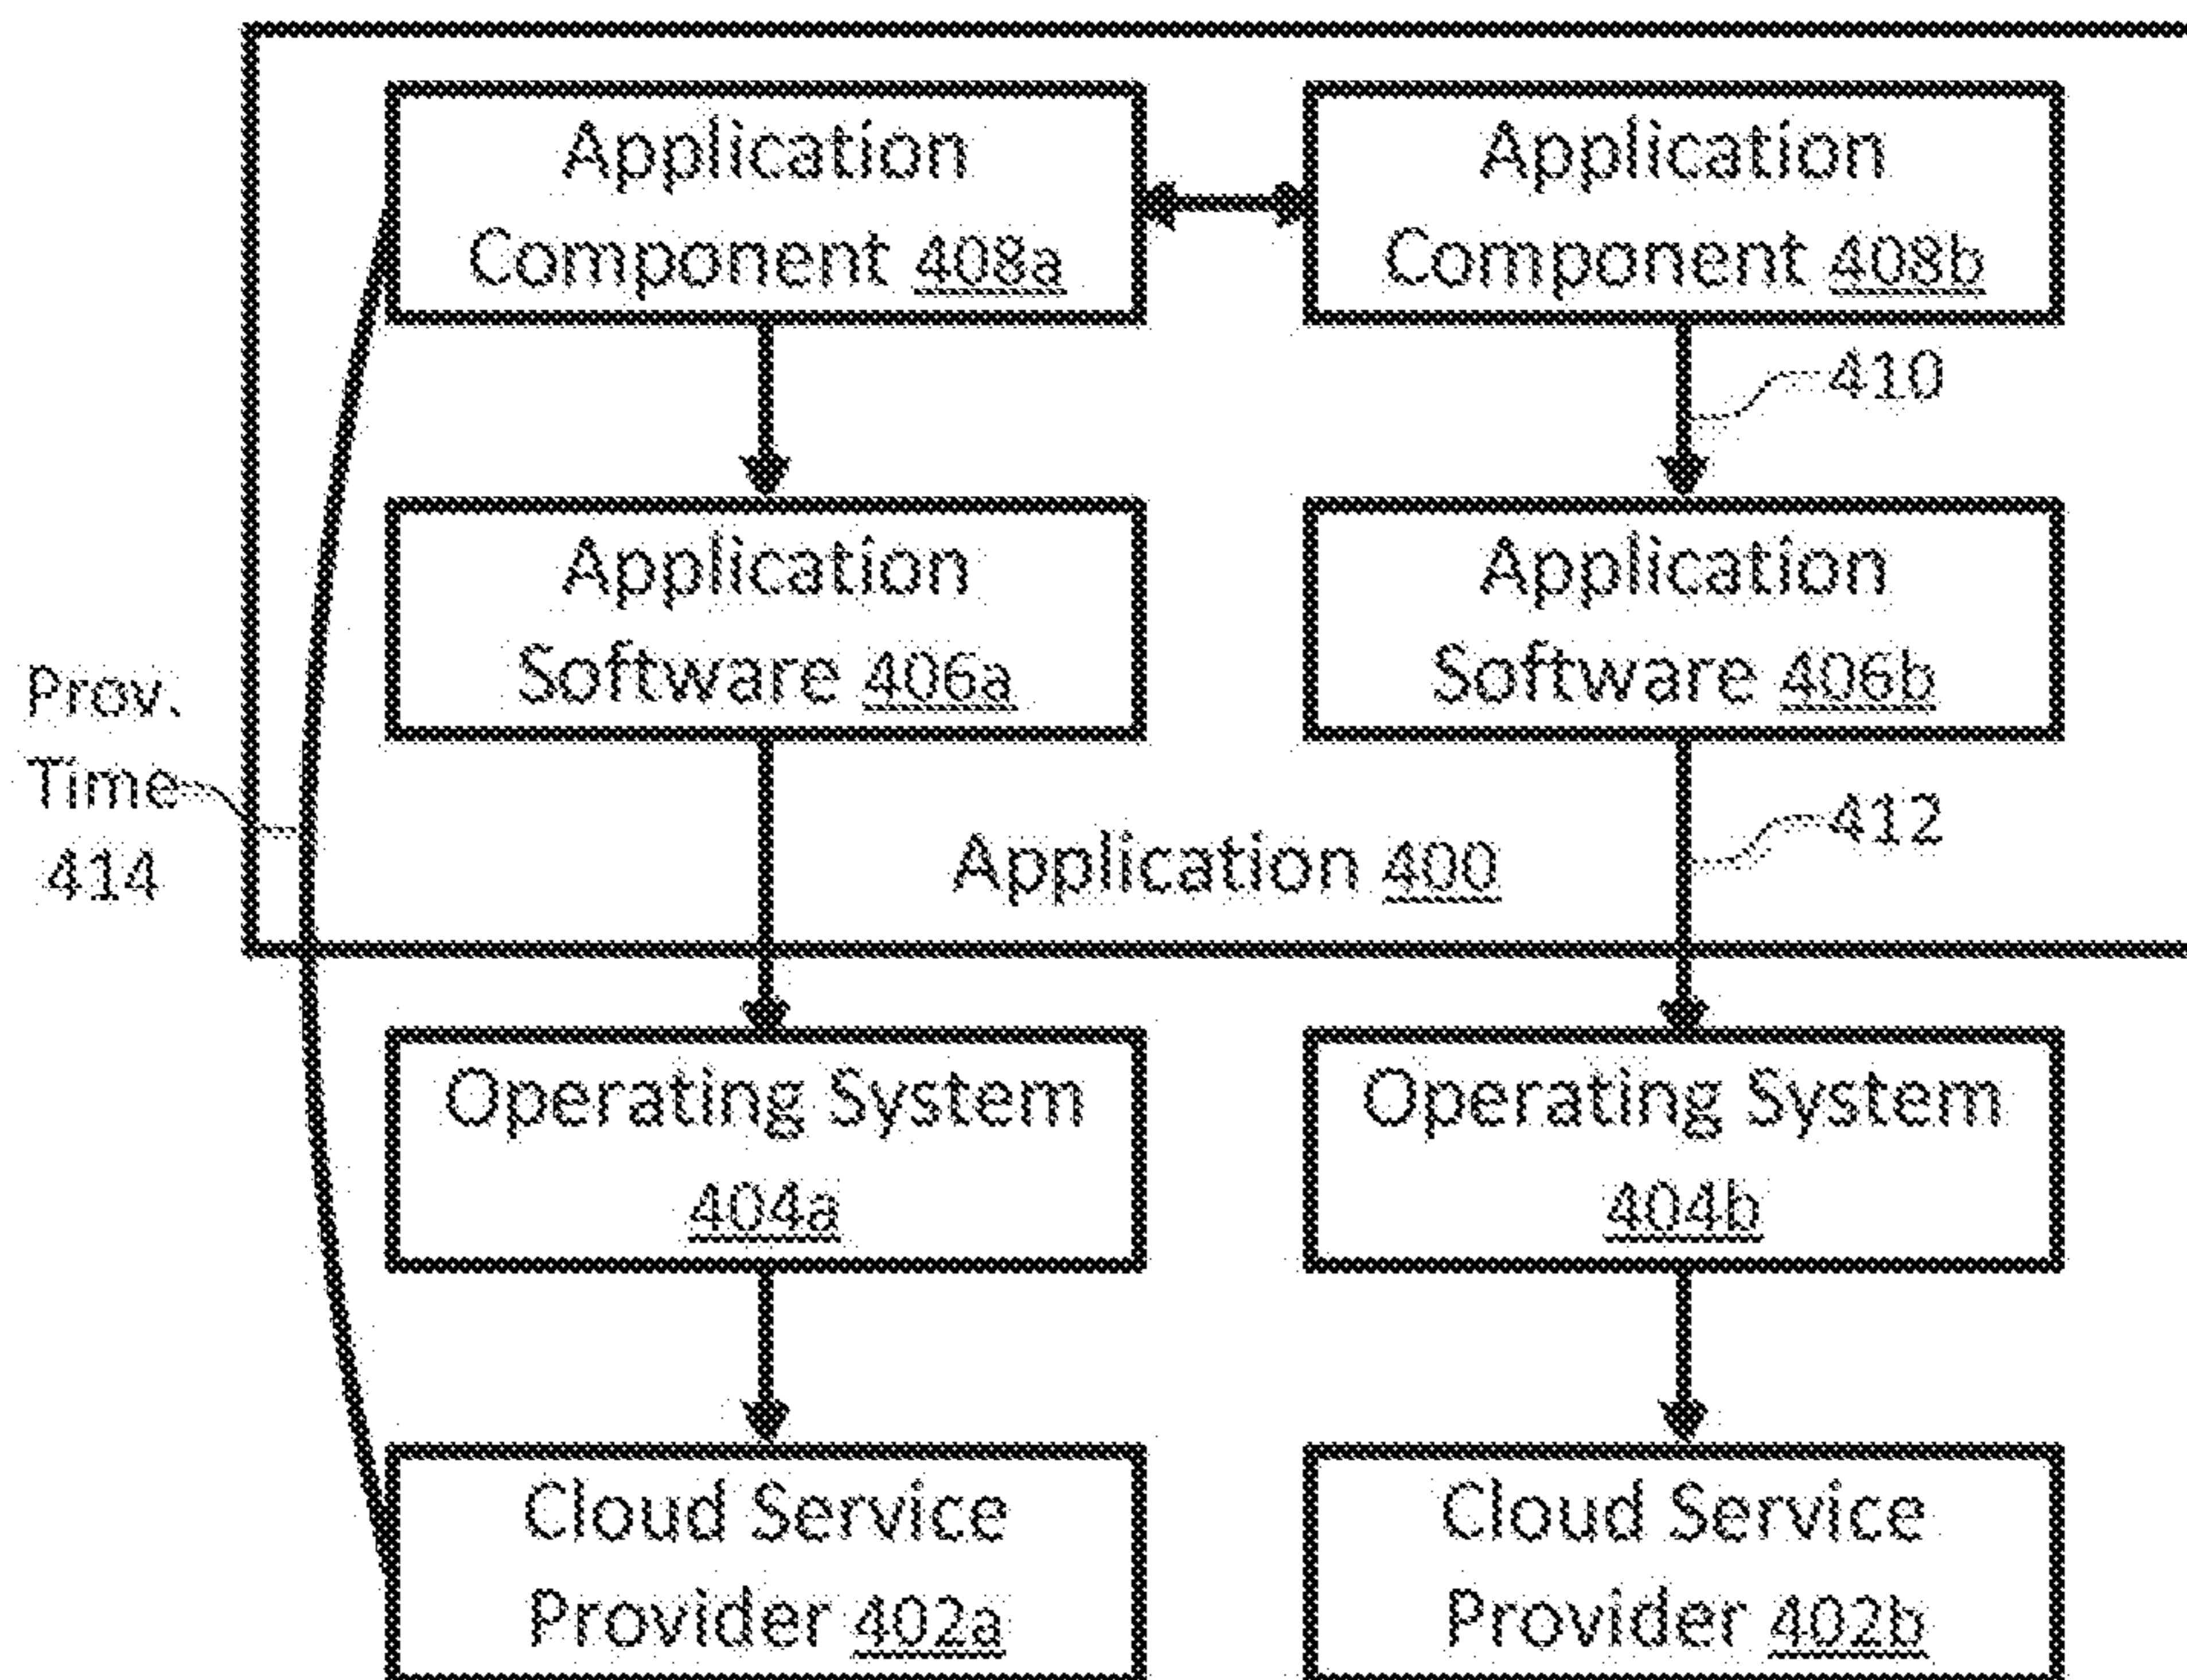 Application
Component 408a
Application
Component 408b
410
Application
Software 406a
Application
Software 406b
Prov.
Time
414
412
Application 400
Operating System
404a
Operating System
404b
Cloud Service
Provider 402a
Cloud Service
Provider 402b